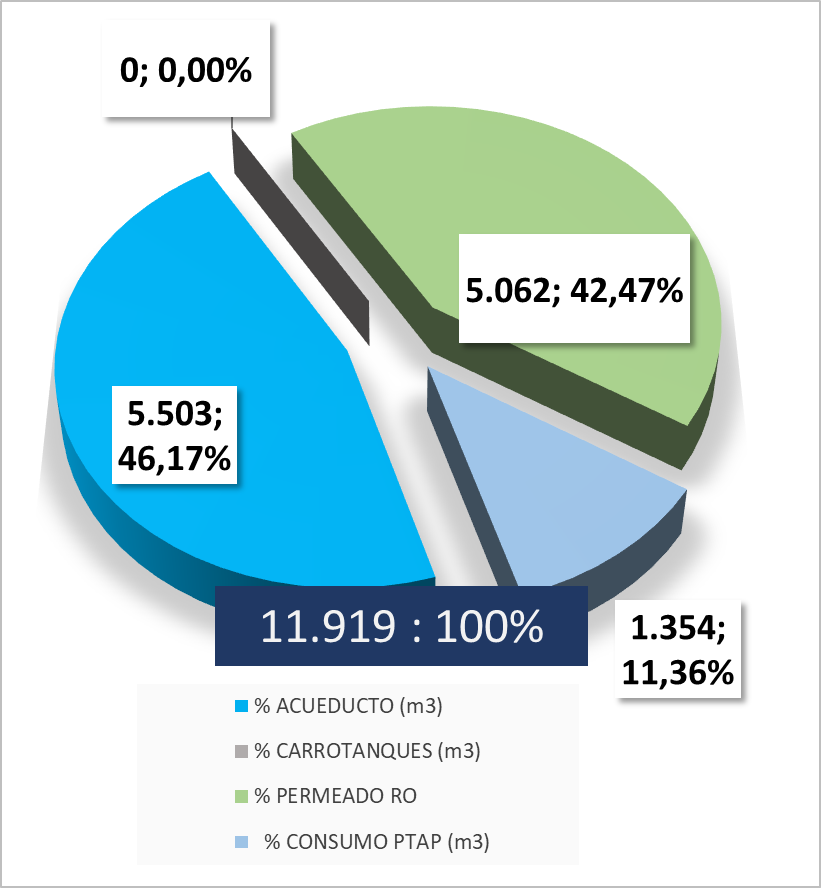 0; 0,00%
5.062; 42,47%
5.503;
46,17%
1.354;
11,36%
11.919 : 100%
% ACUEDUCTO (m3)
% CARROTANQUES (m3)
% PERMEADO RO
% CONSUMO PTAP (m3)